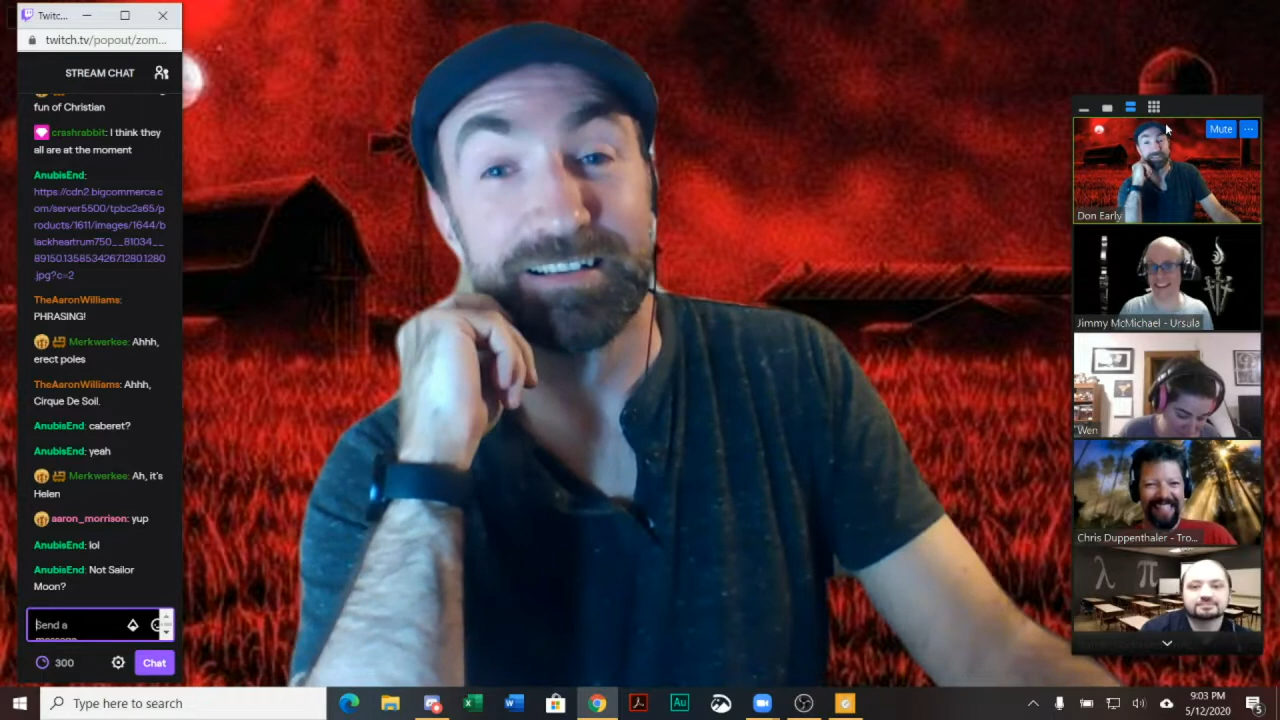 Twitc...
twitch.tv/popout/zom...
STREAM CHAT
fun of Christian
crashrabbit: I think they
all are at the moment
AnubisEnd:
https://cdn2.bigcommerce.c
om/server5500/tpbc2s65/p
roducts/1611/images/1644/b
lackheartrum750__81034__
89150.1358534267.1280.1280
.jpg?c=2
TheAaronWilliams:
PHRASING!
Merkwerkee: Ahhh,
erect poles
TheAaronWilliams: Ahhh,
Cirque De Soil.
AnubisEnd: caberet?
AnubisEnd: yeah
Merkwerkee: Ah, it's
Helen
aaron_morrison: yup
AnubisEnd: lol
AnubisEnd: Not Sailor
Moon?
Send a
message
300
Chat
Mute
...
Don Early
Jimmy McMichael - Ursula
"Wen
Chris Duppenthaler - Tro...
λ π
Type here to search
Au
9:03 PM
5/12/2020
5